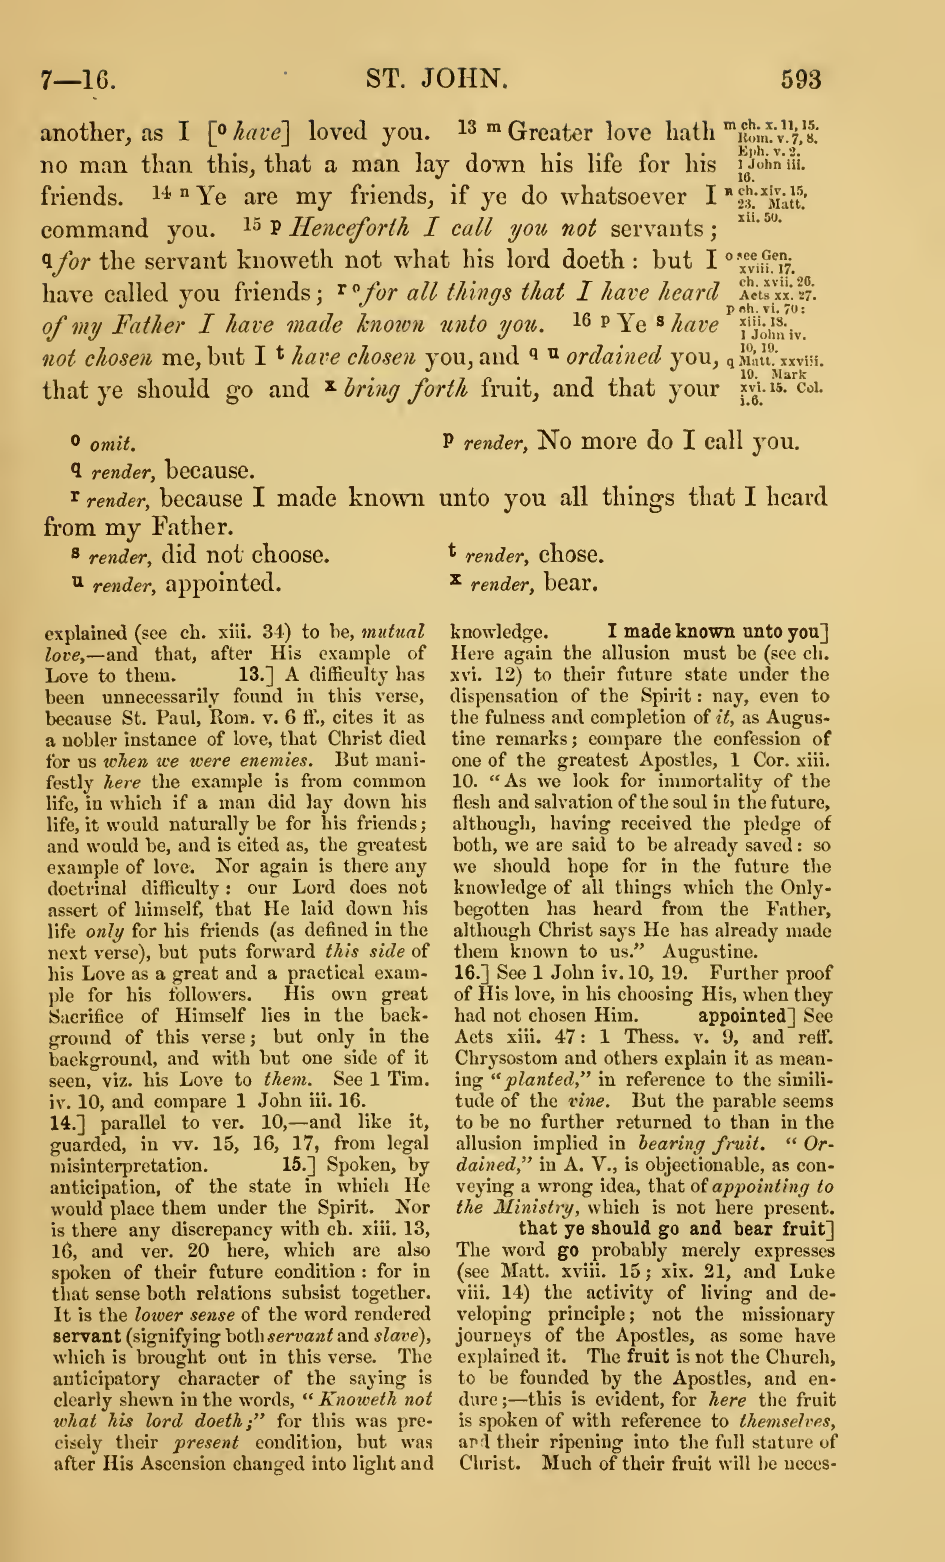 7—16. ST. JOHN. 593
another, as I [o have] loved you. 13 m Greater love hath
no man than this, that a man lay down his life for his
friends. 14 n Ye are my friends, if ye do whatsoever I
command you. 15 p Henceforth I call you not servants;
q for the servant knoweth not what his lord doeth: but I
have called you friends; r o for all things that I have heard
of my Father I have made known unto you. 16 p Ye s have
not chosen me, but I t have chosen you, and q u ordained you,
that ye should go and x bring forth fruit, and that your
m ch. x. 11, 15.
Rom. v. 7, 8.
Eph. v. 2.
1 John iii.
16.
n ch. xiv. 15,
23. Matt.
xii. 50.
o see Gen.
xviii. 17.
ch. xvii. 26.
Acts xx. 27.
p ch. vi. 70:
xiii. 18.
1 John iv.
10, 19.
q Matt. xxviii.
19. Mark
xvi. 15. Col.
i. 6.
o omit. p render, No more do I call you.
q render, because.
r render, because I made known unto you all things that I heard
from my Father.
s render, did not choose. t render, chose.
u render, appointed. x render, bear.
explained (see ch. xiii. 34) to be, mutual
love,—and that, after His example of
Love to them. 13.] A difficulty has
been unnecessarily found in this verse,
because St. Paul, Rom. v. 6 ff., cites it as
a nobler instance of love, that Christ died
for us when we were enemies. But mani-
festly here the example is from common
life, in which if a man did lay down his
life, it would naturally be for his friends;
and would be, and is cited as, the greatest
example of love. Nor again is there any
doctrinal difficulty: our Lord does not
assert of himself, that He laid down his
life only for his friends (as defined in the
next verse), but puts forward this side of
his Love as a great and a practical exam-
ple for his followers. His own great
Sacrifice of Himself lies in the back-
ground of this verse; but only in the
background, and with but one side of it
seen, viz. his Love to them. See 1 Tim.
iv. 10, and compare 1 John iii. 16.
14.] parallel to ver. 10,—and like it,
guarded, in vv. 15, 16, 17, from legal
misinterpretation. 15.] Spoken, by
anticipation, of the state in which He
would place them under the Spirit. Nor
is there any discrepancy with ch. xiii. 13,
16, and ver. 20 here, which are also
spoken of their future condition: for in
that sense both relations subsist together.
It is the lower sense of the word rendered
servant (signifying both servant and slave),
which is brought out in this verse. The
anticipatory character of the saying is
clearly shewn in the words, “Knoweth not
what his lord doeth;” for this was pre-
cisely their present condition, but was
after His Ascension changed into light and
knowledge. I made known unto you]
Here again the allusion must be (see ch.
xvi. 12) to their future state under the
dispensation of the Spirit: nay, even to
the fulness and completion of it, as Augus-
tine remarks; compare the confession of
one of the greatest Apostles, 1 Cor. xiii.
10. “As we look for immortality of the
flesh and salvation of the soul in the future,
although, having received the pledge of
both, we are said to be already saved: so
we should hope for in the future the
knowledge of all things which the Only-
begotten has heard from the Father,
although Christ says He has already made
them known to us.” Augustine.
16.] See 1 John iv. 10, 19. Further proof
of His love, in his choosing His, when they
had not chosen Him. appointed] See
Acts xiii. 47: 1 Thess. v. 9, and reff.
Chrysostom and others explain it as mean-
ing “planted,” in reference to the simili-
tude of the vine. But the parable seems
to be no further returned to than in the
allusion implied in bearing fruit. “Or-
dained,” in A. V., is objectionable, as con-
veying a wrong idea, that of appointing to
the Ministry, which is not here present.
that ye should go and bear fruit]
The word go probably merely expresses
(see Matt. xviii. 15; xix. 21, and Luke
viii. 14) the activity of living and de-
veloping principle; not the missionary
journeys of the Apostles, as some have
explained it. The fruit is not the Church,
to be founded by the Apostles, and en-
dure;—this is evident, for here the fruit
is spoken of with reference to themselves,
and their ripening into the full stature of
Christ. Much of their fruit will be neces-